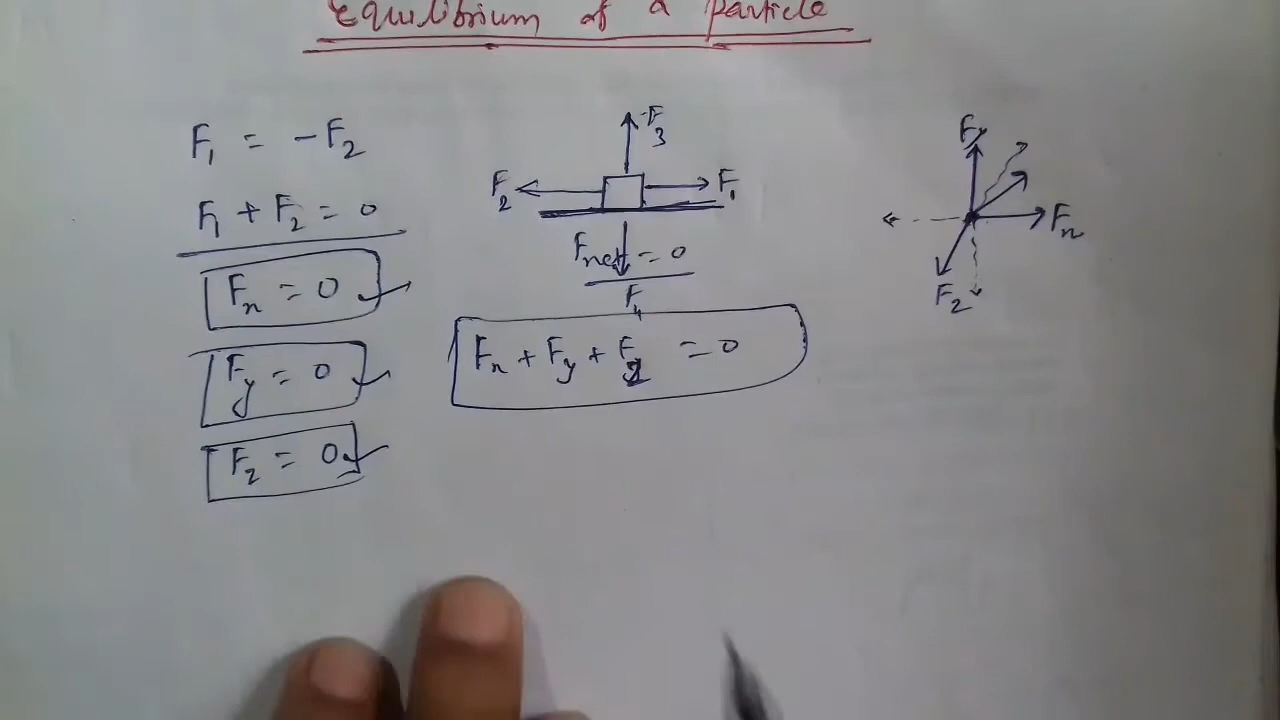 Equilibrium of a particle
F₁ = -F₂
F₁ + F₂ = 0
Fx = 0
Fy = 0
Fz = 0
F₃
F₂
F₁
Fnet = 0
F₄
Fx + Fy + Fz = 0
Fy
Fx
Fz